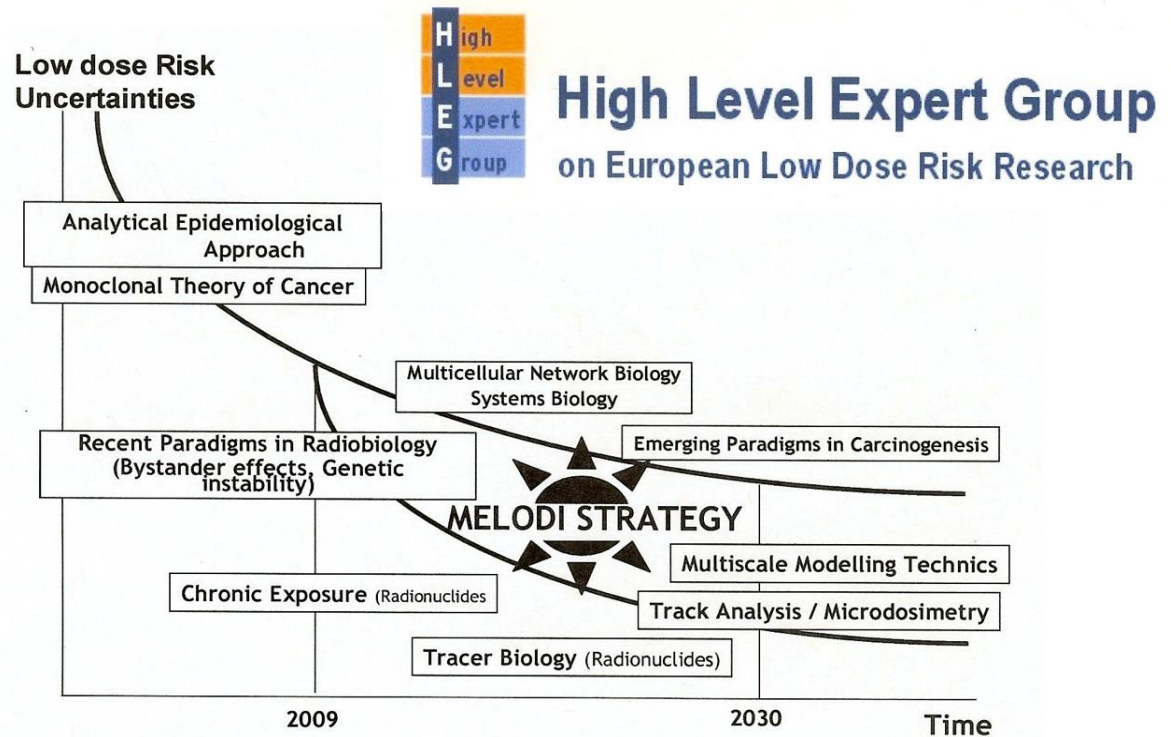 High
Level
Expert
Group
High Level Expert Group
on European Low Dose Risk Research
Low dose Risk
Uncertainties
Analytical Epidemiological
Approach
Monoclonal Theory of Cancer
Multicellular Network Biology
Systems Biology
Recent Paradigms in Radiobiology
(Bystander effects, Genetic
instability)
Emerging Paradigms in Carcinogenesis
MELODI STRATEGY
Multiscale Modelling Technics
Chronic Exposure (Radionuclides
Track Analysis / Microdosimetry
Tracer Biology (Radionuclides)
2009
2030
Time